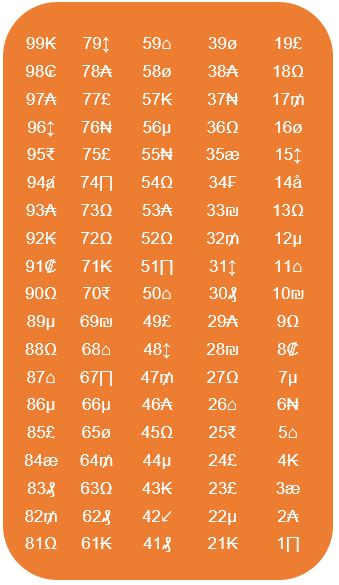 99₭ 79↕ 59⌂ 39ø 19£
98₢ 78₳ 58ø 38₳ 18Ω
97₳ 77£ 57₭ 37₦ 17₥
96↕ 76₦ 56µ 36Ω 16ø
95₹ 75£ 55₦ 35æ 15↕
94ⱥ 74∏ 54Ω 34₣ 14å
93₳ 73Ω 53₳ 33₪ 13Ω
92₭ 72Ω 52Ω 32₥ 12µ
91₡ 71₭ 51∏ 31↕ 11⌂
90Ω 70₹ 50⌂ 30₰ 10₪
89µ 69₪ 49£ 29₳ 9Ω
88Ω 68⌂ 48↕ 28₪ 8₡
87⌂ 67∏ 47₥ 27Ω 7µ
86µ 66µ 46₳ 26⌂ 6₦
85£ 65ø 45Ω 25₹ 5⌂
84æ 64₥ 44µ 24£ 4₭
83₰ 63Ω 43₭ 23£ 3æ
82₥ 62₰ 42↙ 22µ 2₳
81Ω 61₭ 41₰ 21₭ 1∏